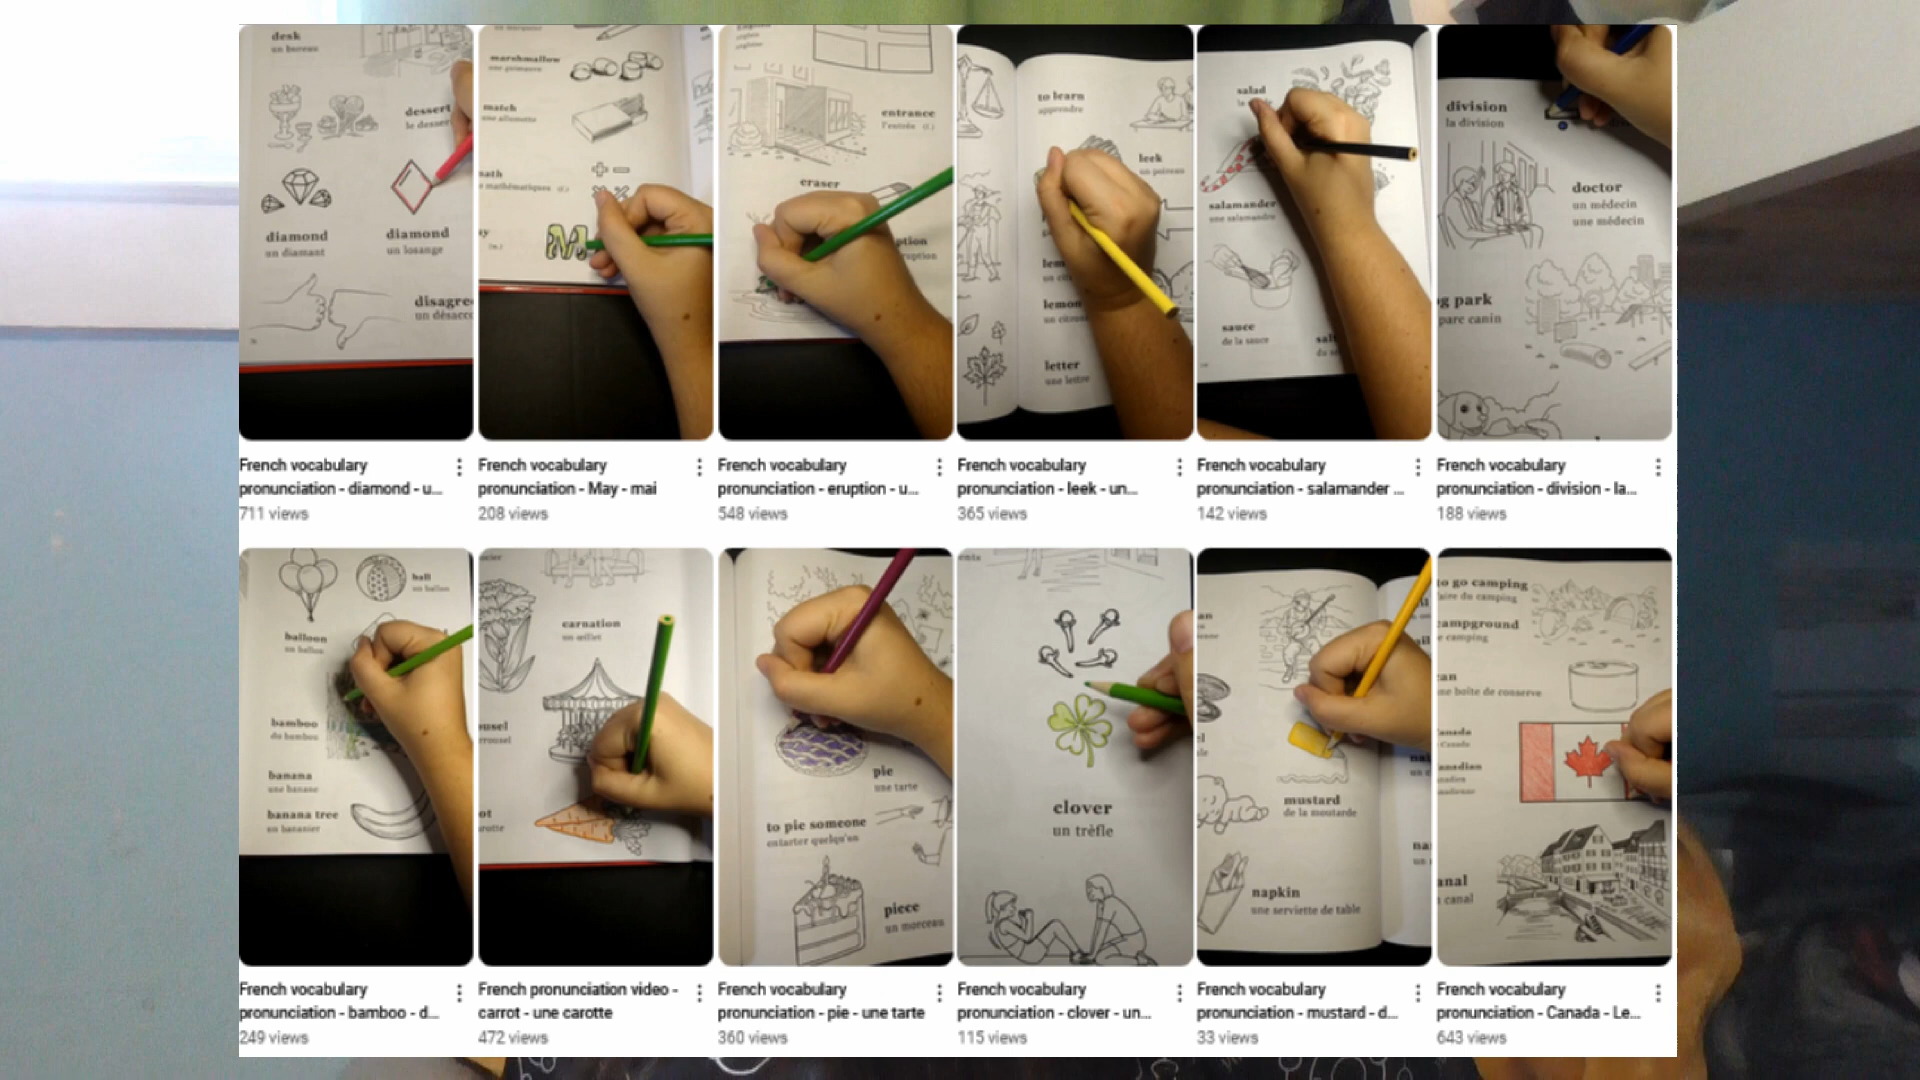 desk
un bureau
dessert
diamond
un diamant
diamond
un losange
marshmallow
match
une allumette
mathématiques
entrance
l'entrée
eraser
to learn
apprendre
leek
un poireau
lemon
letter
une lettre
salad
salamander
une salamandre
sauce
de la sauce
division
la division
doctor
un médecin
une médecin
park
parc canin
French vocabulary
pronunciation - diamond - u...
711 views
French vocabulary
pronunciation - May - mai
208 views
French vocabulary
pronunciation - eruption - u...
548 views
French vocabulary
pronunciation - leek - un...
365 views
French vocabulary
pronunciation - salamander ...
142 views
French vocabulary
pronunciation - division - la...
188 views
ball
un ballon
balloon
un ballon
bamboo
du bambou
banana
une banane
banana tree
un bananier
carnation
un œillet
pie
une tarte
to pie someone
entarter quelqu'un
piece
un morceau
clover
un trèfle
mustard
de la moutarde
napkin
une serviette de table
to go camping
faire du camping
campground
camping
boîte de conserve
canal
French vocabulary
pronunciation - bamboo - d...
249 views
French pronunciation video -
carrot - une carotte
472 views
French vocabulary
pronunciation - pie - une tarte
360 views
French vocabulary
pronunciation - clover - un...
115 views
French vocabulary
pronunciation - mustard - d...
33 views
French vocabulary
pronunciation - Canada - Le...
643 views